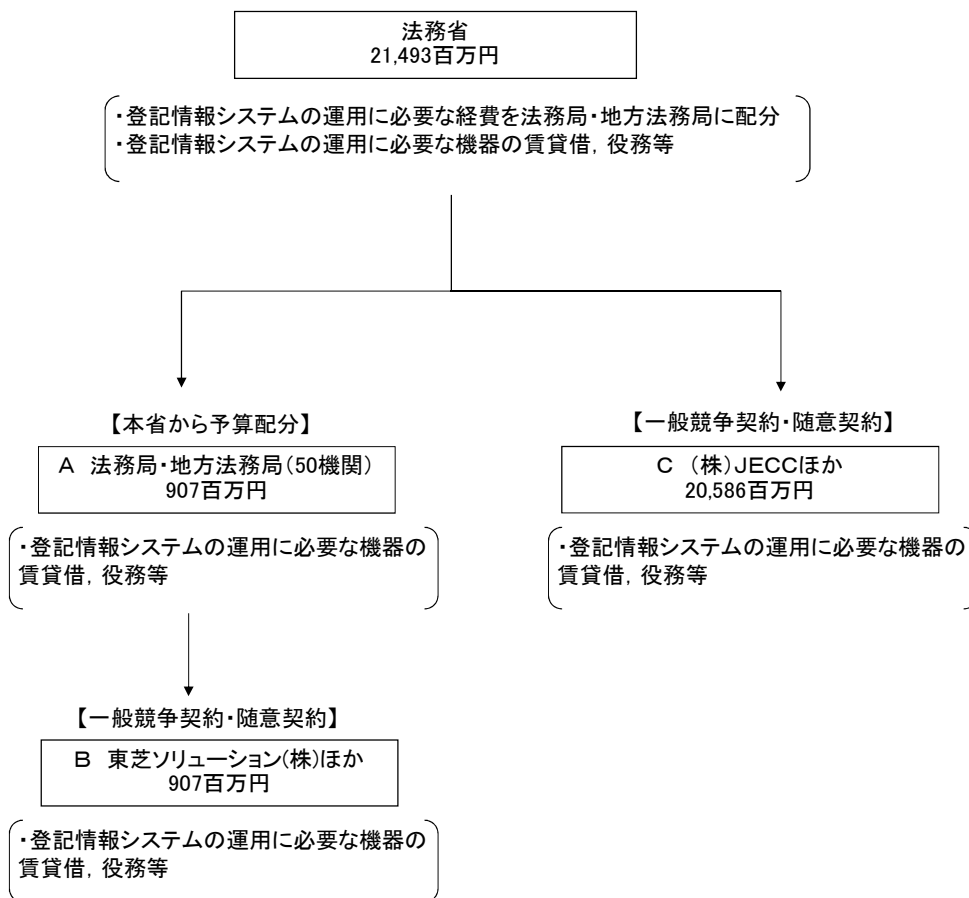 法務省
21,493百万円
・登記情報システムの運用に必要な経費を法務局・地方法務局に配分
・登記情報システムの運用に必要な機器の賃貸借，役務等
【本省から予算配分】
A 法務局・地方法務局（50機関）
907百万円
・登記情報システムの運用に必要な機器の
賃貸借，役務等
【一般競争契約・随意契約】
B 東芝ソリューション(株)ほか
907百万円
・登記情報システムの運用に必要な機器の
賃貸借，役務等
【一般競争契約・随意契約】
C （株）JECCほか
20,586百万円
・登記情報システムの運用に必要な機器の
賃貸借，役務等